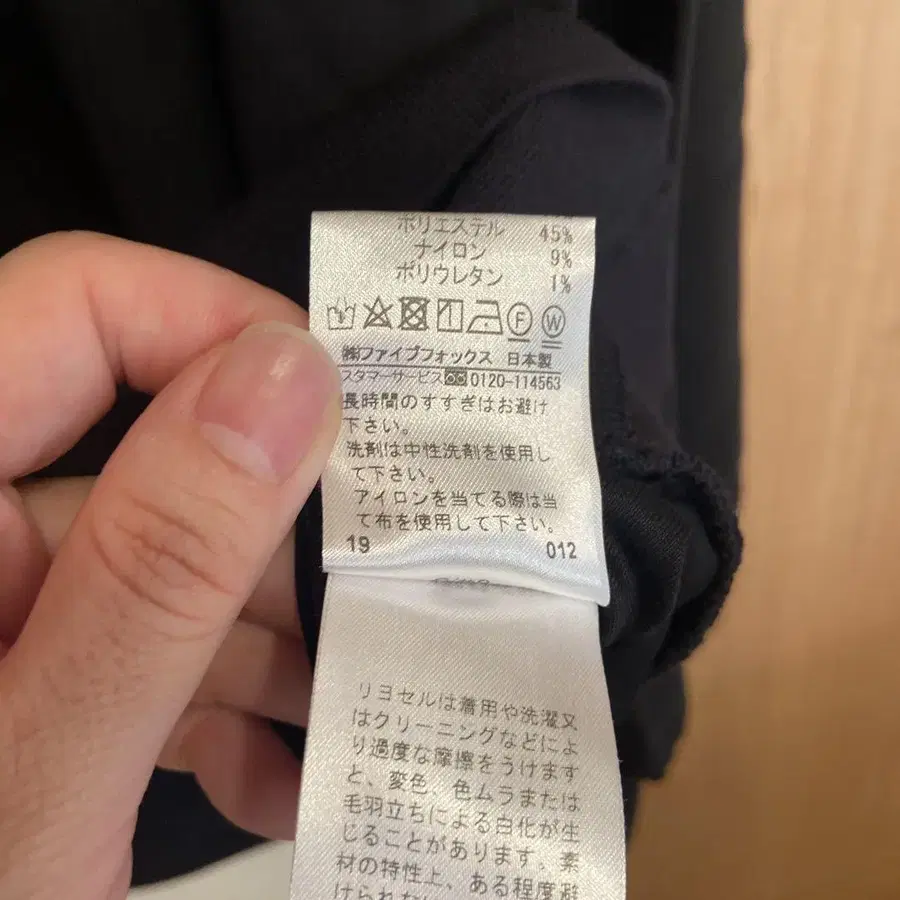 ポリエステル 45%
ナイロン 9%
ポリウレタン 1%
F W
㈱ファイブフォックス 日本製
スタマーサービス 0120-114563
長時間のすすぎはお避け
下さい。
洗剤は中性洗剤を使用し
て下さい。
アイロンを当てる際は当
て布を使用して下さい。
19 012
リヨセルは着用や洗濯又
はクリーニングなどによ
り過度な摩擦をうけます
と、変色、色ムラまたは
毛羽立ちによる白化が生
じることがあります。素
材の特性上、ある程度避
けられない